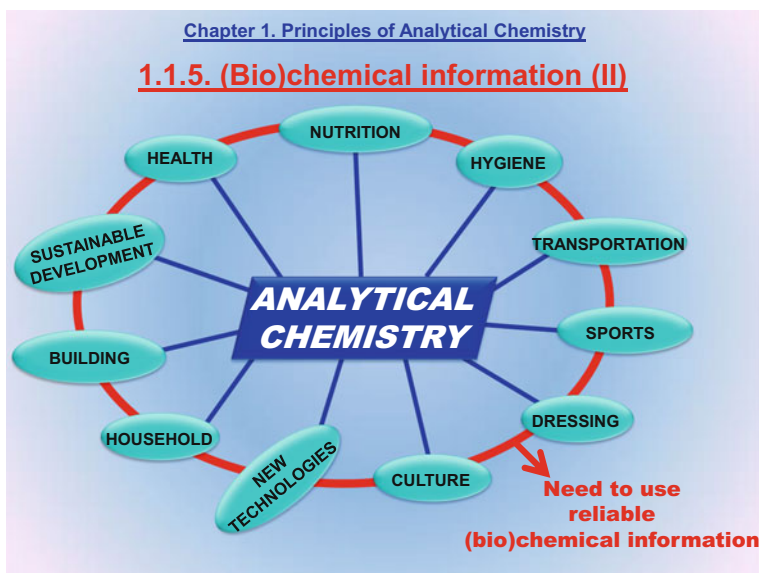 Chapter 1. Principles of Analytical Chemistry
1.1.5. (Bio)chemical information (II)
NUTRITION
HEALTH
HYGIENE
SUSTAINABLE
DEVELOPMENT
TRANSPORTATION
ANALYTICAL
CHEMISTRY
SPORTS
BUILDING
DRESSING
HOUSEHOLD
NEW
TECHNOLOGIES
CULTURE
Need to use
reliable
(bio)chemical information